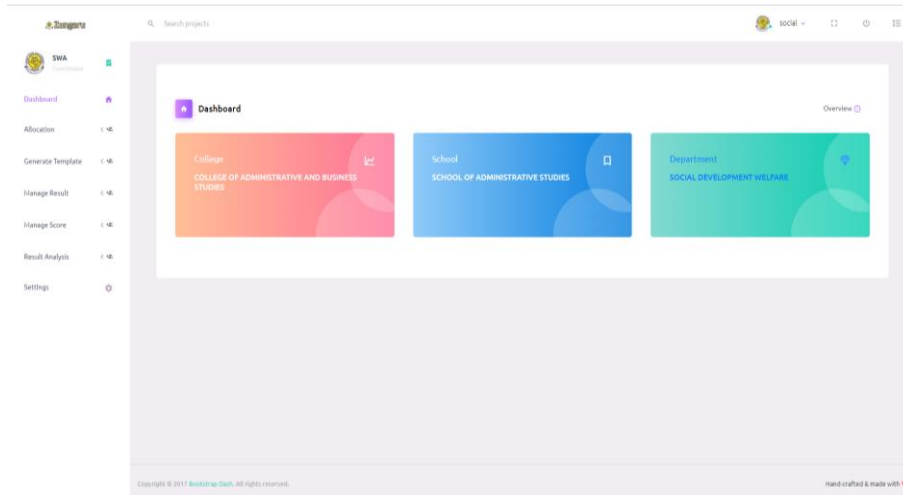 Search projects
social
SWA
Dashboard
Allocation
Generate Template
Manage Result
Manage Score
Result Analysis
Settings
Dashboard
Overview
College
COLLEGE OF ADMINISTRATIVE AND BUSINESS
STUDIES
School
SCHOOL OF ADMINISTRATIVE STUDIES
Department
SOCIAL DEVELOPMENT WELFARE
Copyright © 2017 Bootstrap Dash. All rights reserved.
Hand-crafted & made with